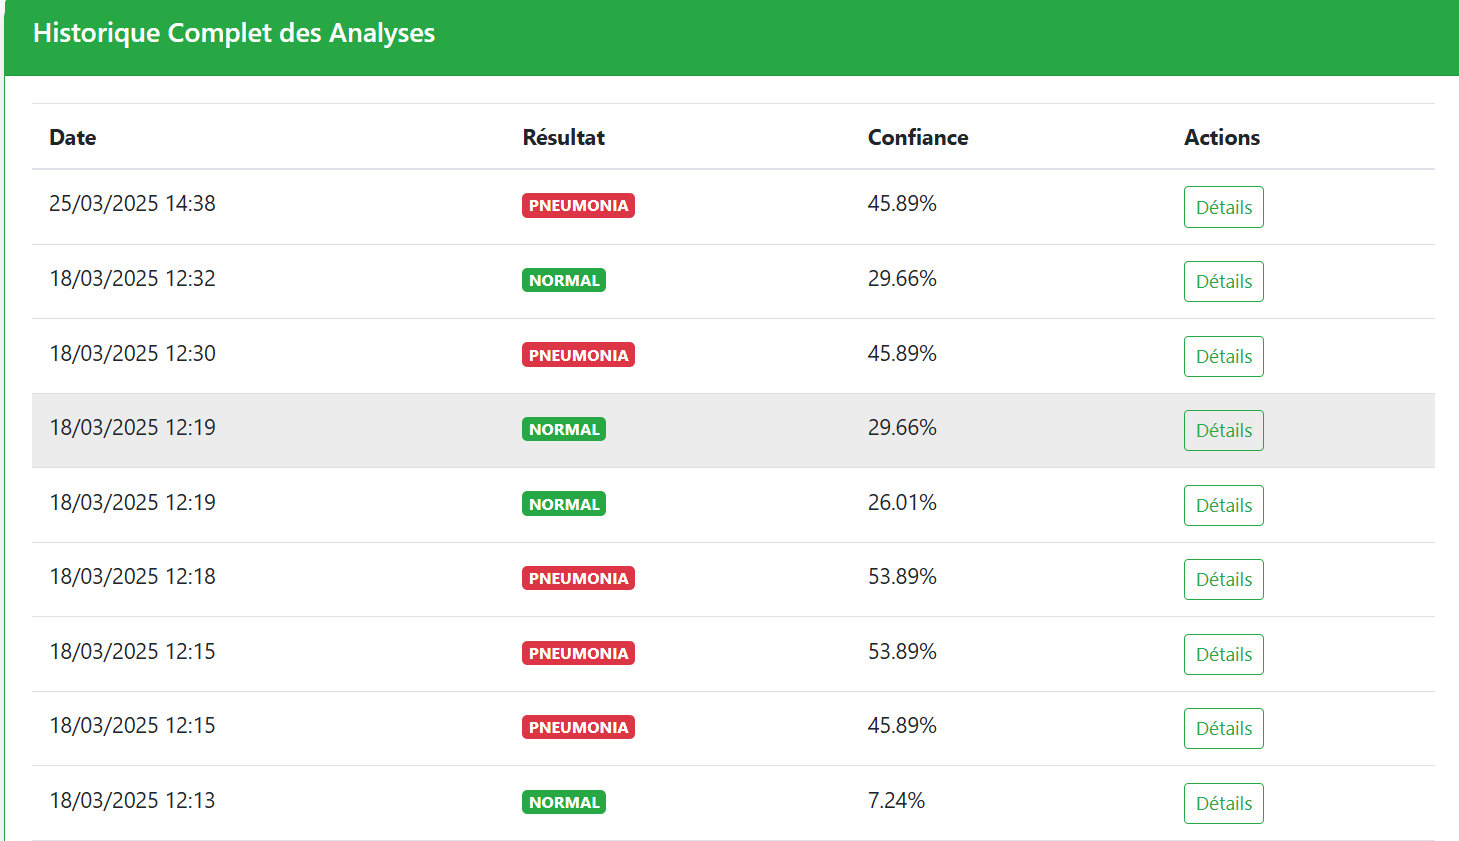 Historique Complet des Analyses
Date Résultat Confiance Actions
25/03/2025 14:38 PNEUMONIA 45.89% Détails
18/03/2025 12:32 NORMAL 29.66% Détails
18/03/2025 12:30 PNEUMONIA 45.89% Détails
18/03/2025 12:19 NORMAL 29.66% Détails
18/03/2025 12:19 NORMAL 26.01% Détails
18/03/2025 12:18 PNEUMONIA 53.89% Détails
18/03/2025 12:15 PNEUMONIA 53.89% Détails
18/03/2025 12:15 PNEUMONIA 45.89% Détails
18/03/2025 12:13 NORMAL 7.24% Détails